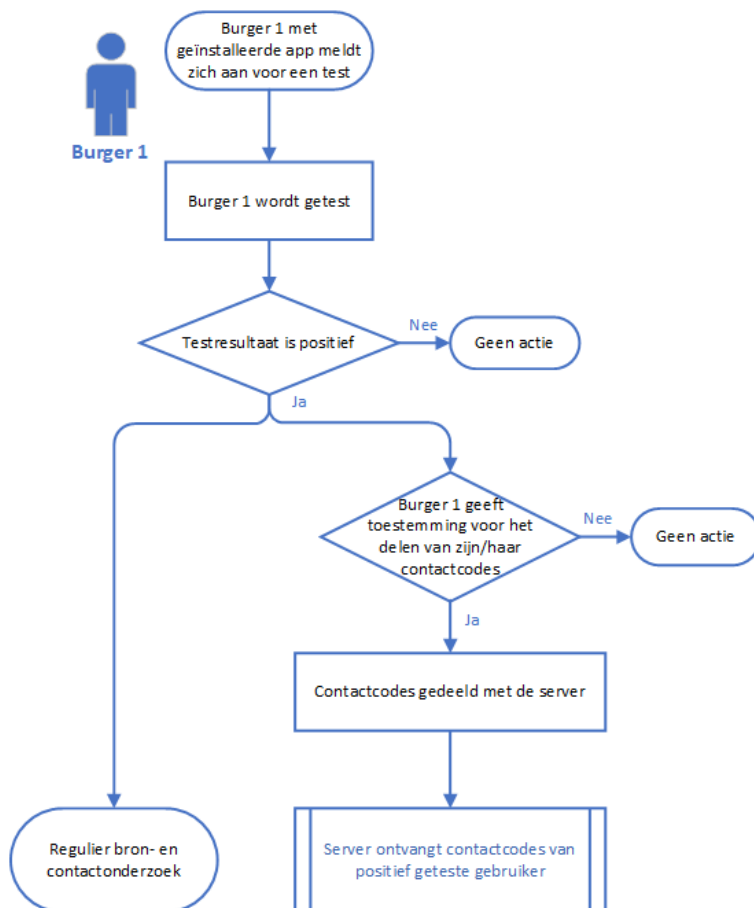 Burger 1 met
geïnstalleerde app meldt
zich aan voor een test
Burger 1
Burger 1 wordt getest
Testresultaat is positief
Nee
Geen actie
Ja
Burger 1 geeft
toestemming voor het
delen van zijn/haar
contactcodes
Nee
Geen actie
Ja
Contactcodes gedeeld met de server
Regulier bron- en
contactonderzoek
Server ontvangt contactcodes van
positief geteste gebruiker